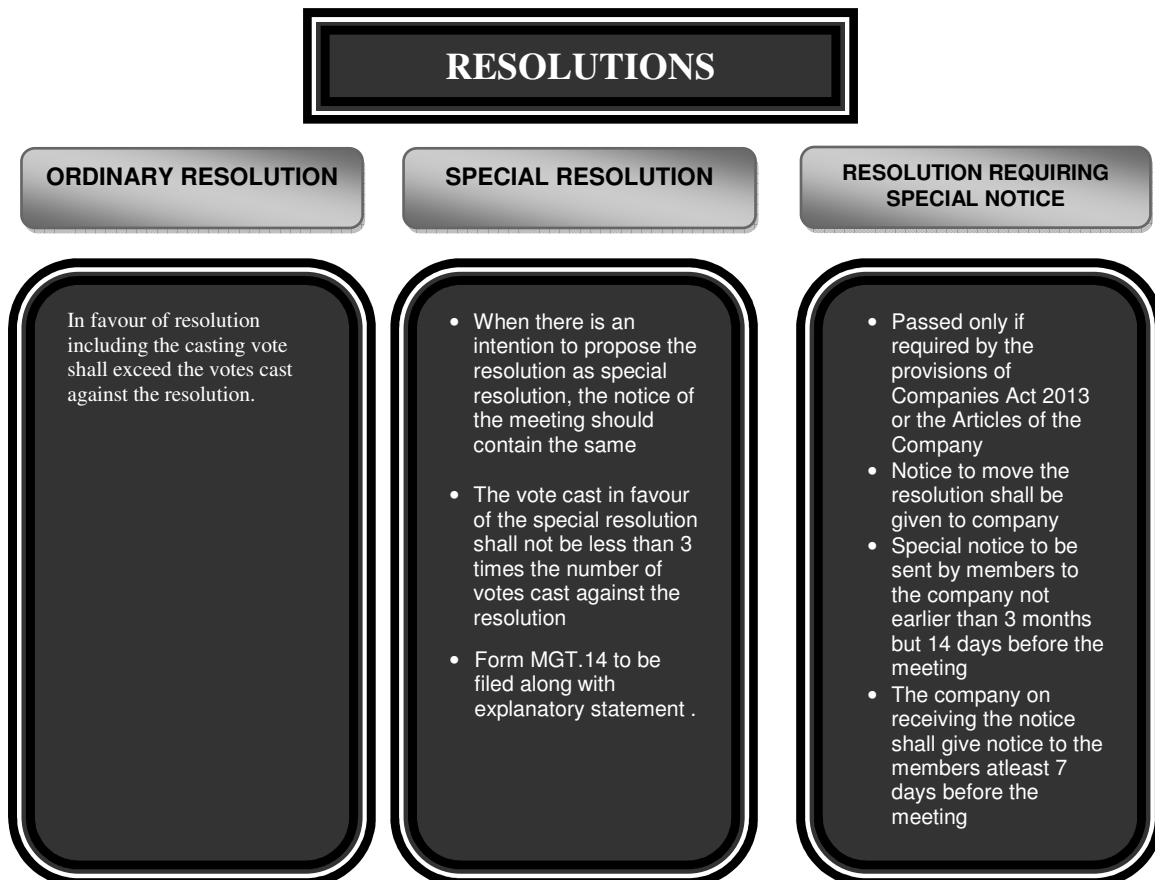 RESOLUTIONS
ORDINARY RESOLUTION
In favour of resolution
including the casting vote
shall exceed the votes cast
against the resolution.
SPECIAL RESOLUTION
• When there is an
intention to propose the
resolution as special
resolution, the notice of
the meeting should
contain the same
• The vote cast in favour
of the special resolution
shall not be less than 3
times the number of
votes cast against the
resolution
• Form MGT.14 to be
filed along with
explanatory statement .
RESOLUTION REQUIRING
SPECIAL NOTICE
• Passed only if
required by the
provisions of
Companies Act 2013
or the Articles of the
Company
• Notice to move the
resolution shall be
given to company
• Special notice to be
sent by members to
the company not
earlier than 3 months
but 14 days before the
meeting
• The company on
receiving the notice
shall give notice to the
members atleast 7
days before the
meeting